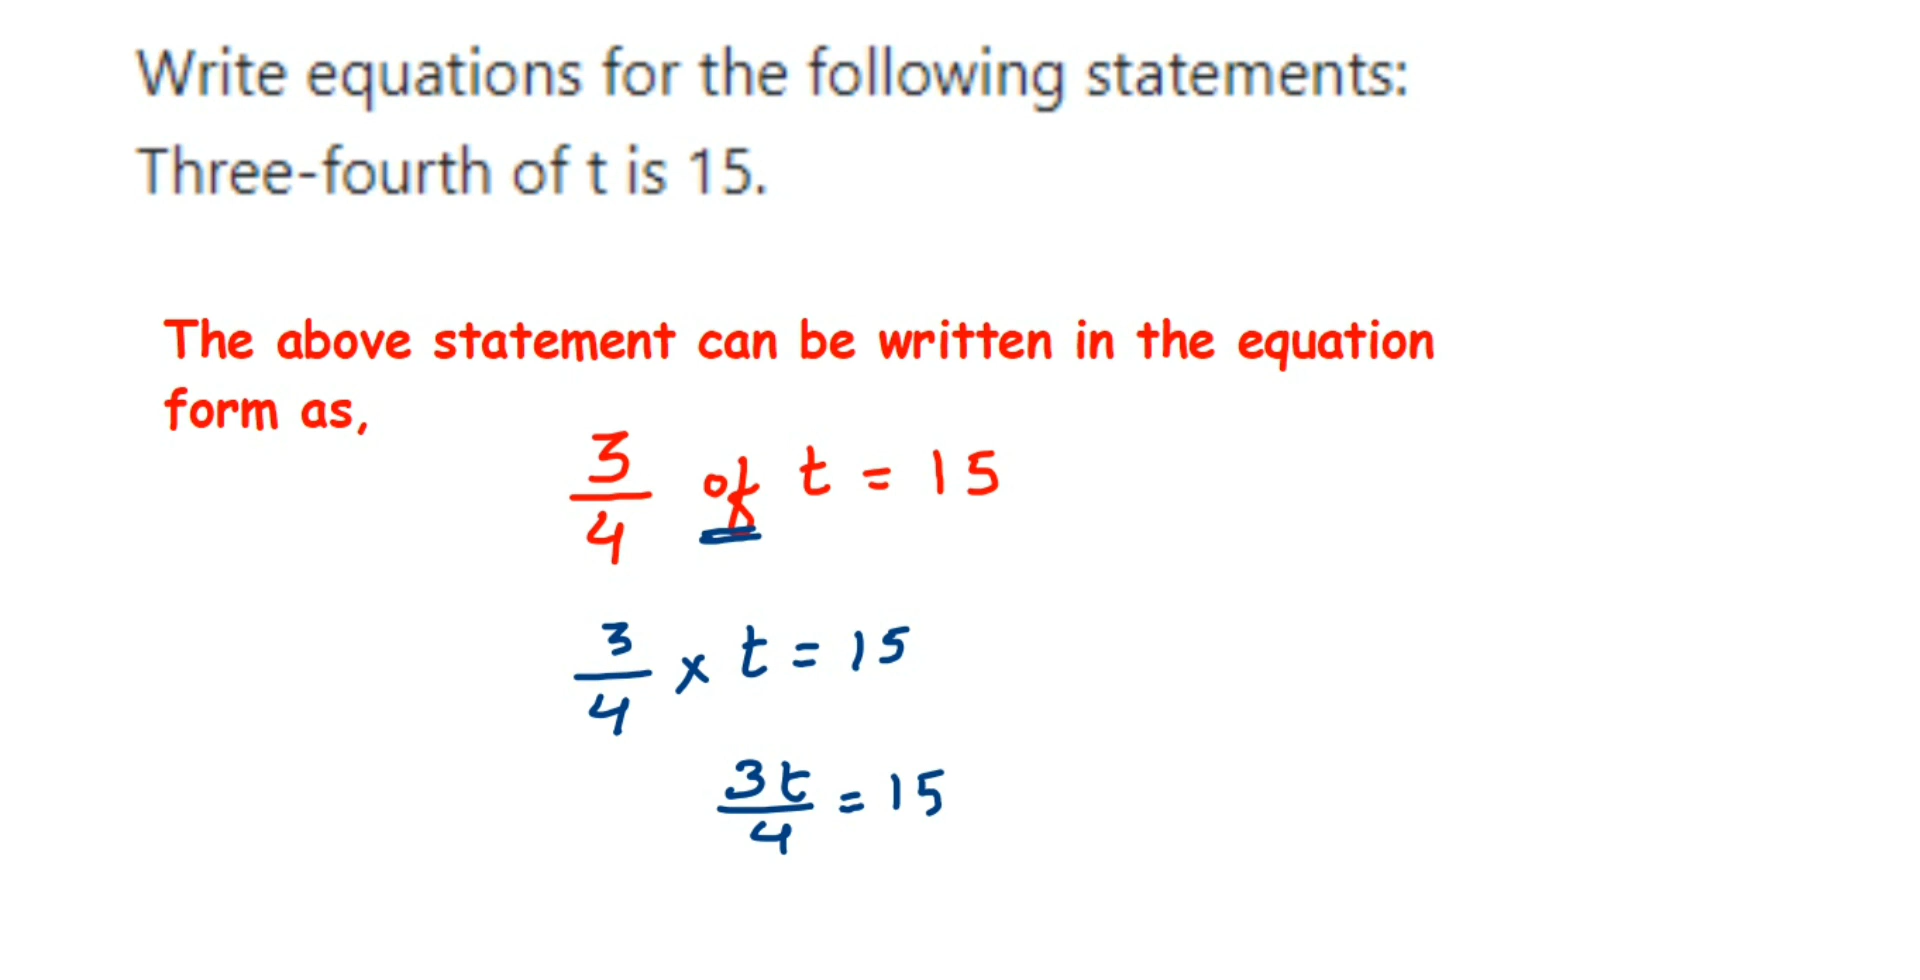 Write equations for the following statements:
Three-fourth of t is 15.
The above statement can be written in the equation
form as,
3/4 of t = 15
3/4 x t = 15
3t/4 = 15